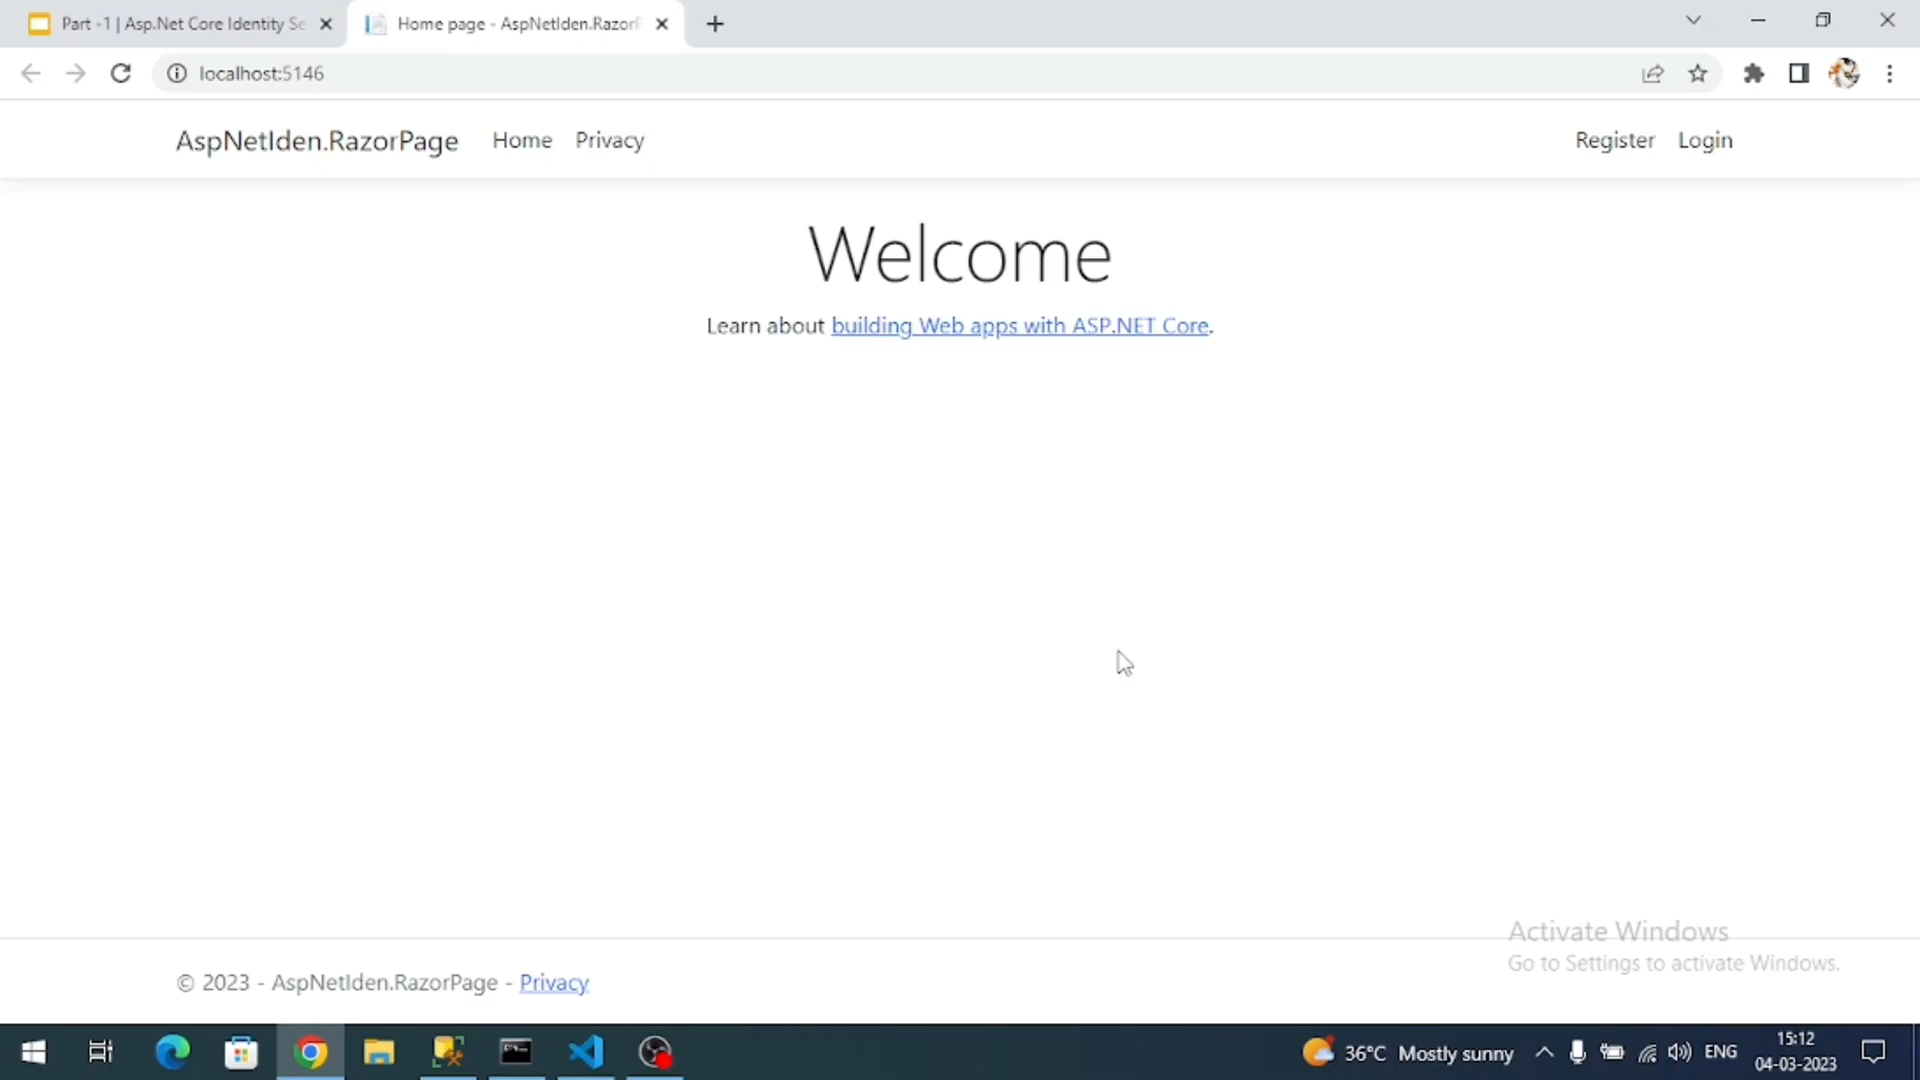 Part -1 | Asp.Net Core Identity Se
Home page - AspNetIden.RazorP
localhost:5146
AspNetIden.RazorPage Home Privacy Register Login
Welcome
Learn about building Web apps with ASP.NET Core.
Activate Windows
Go to Settings to activate Windows.
© 2023 - AspNetIden.RazorPage - Privacy
36°C Mostly sunny ENG 15:12
04-03-2023